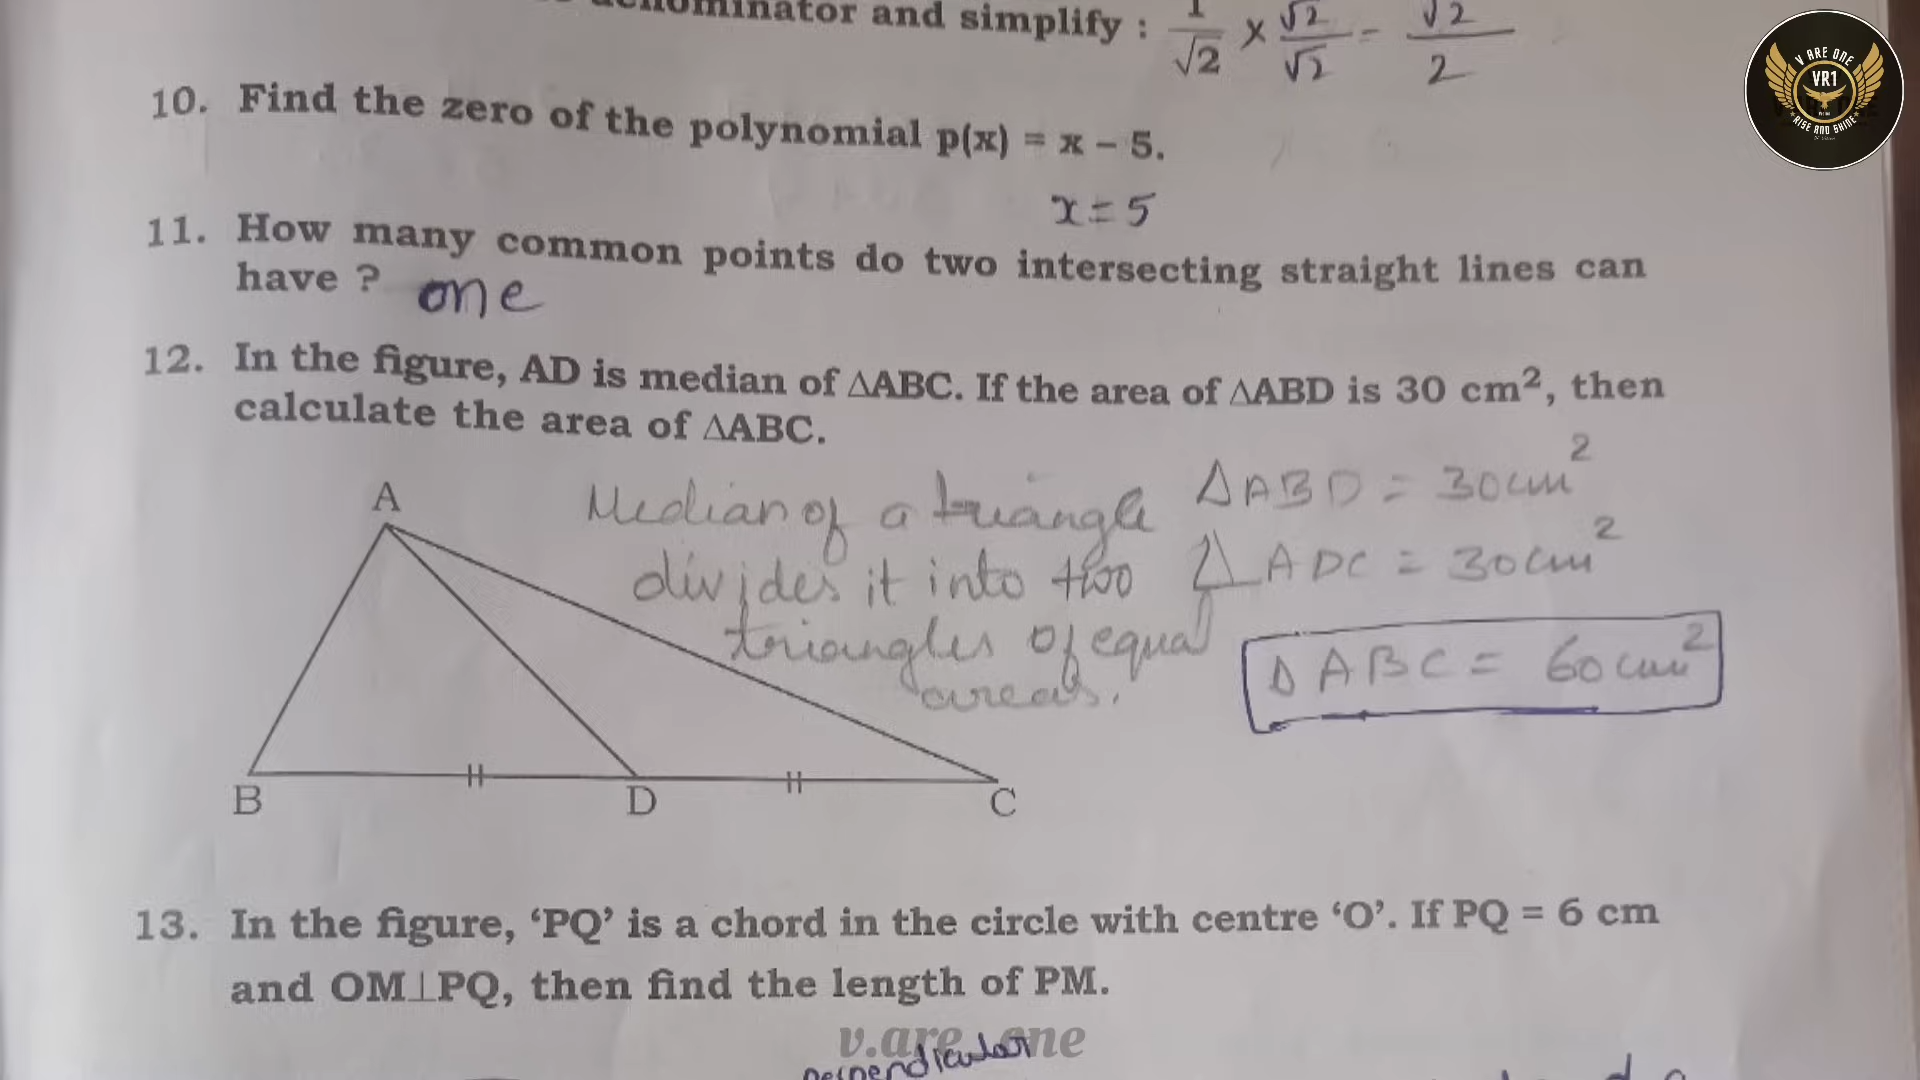 denominator and simplify : 1/√2 × √2/√2 = √2/2
10. Find the zero of the polynomial p(x) = x – 5.
x = 5
11. How many common points do two intersecting straight lines can
have ? one
12. In the figure, AD is median of ΔABC. If the area of ΔABD is 30 cm², then
calculate the area of ΔABC.
A
Median of a triangle
divides it into two
triangles of equal
areas.
Δ ABD = 30cm²
Δ ADC = 30cm²
Δ ABC = 60cm²
B
D
C
13. In the figure, ‘PQ’ is a chord in the circle with centre ‘O’. If PQ = 6 cm
and OM⊥PQ, then find the length of PM.
v.are one
perpendicular
V ARE ONE
VR1
RISE AND SHINE